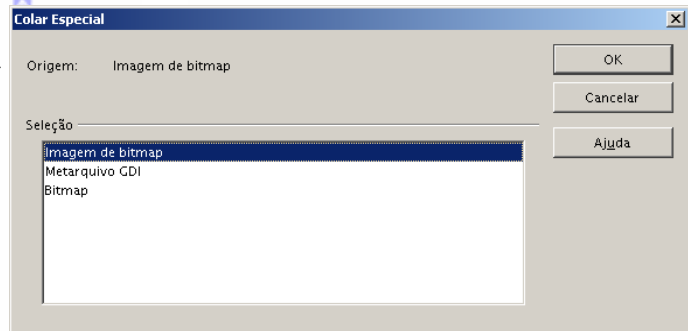 Colar Especial
Origem: Imagem de bitmap
OK
Cancelar
Ajuda
Seleção
Imagem de bitmap
Metarquivo GDI
Bitmap